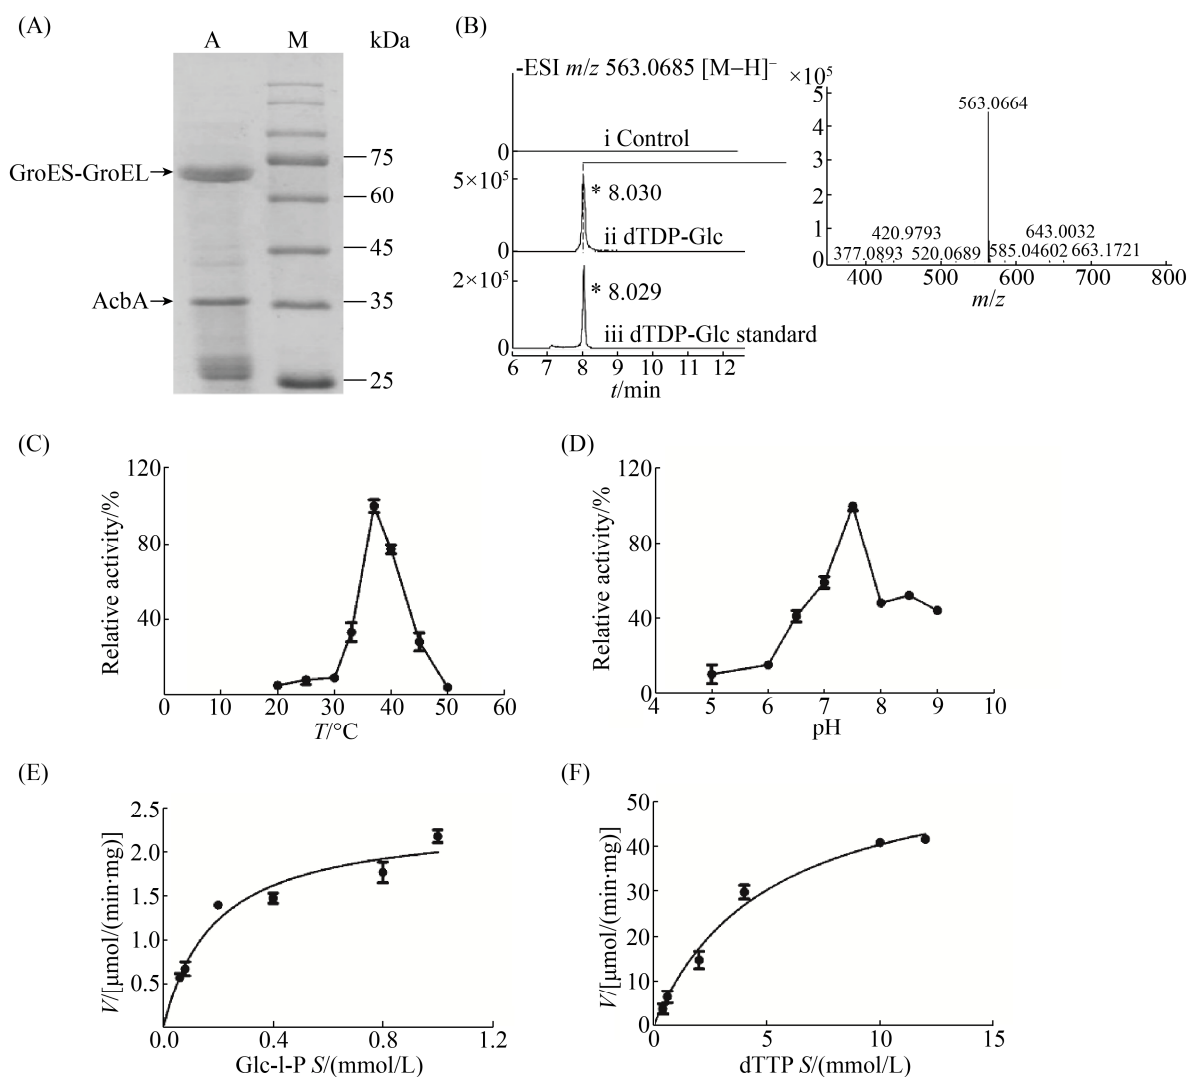 (A)
A M kDa
GroES-GroEL
AcbA
75
60
45
35
25
(B)
-ESI m/z 563.0685 [M−H]⁻
i Control
0
5×10⁵
* 8.030
ii dTDP-Glc
0
2×10⁵
* 8.029
iii dTDP-Glc standard
0
6 7 8 9 10 11 12
t/min
×10⁵
5
4
3
2
1
0
563.0664
420.9793 643.0032
377.0893 520.0689 585.04602 663.1721
400 500 600 700 800
m/z
(C)
Relative activity/%
120
80
40
0 10 20 30 40 50 60
T/°C
(D)
Relative activity/%
120
80
40
0
4 5 6 7 8 9 10
pH
(E)
V/[μmol/(min·mg)]
2.5
2.0
1.5
1.0
0.5
0.0 0.4 0.8 1.2
Glc-l-P S/(mmol/L)
(F)
V/[μmol/(min·mg)]
50
40
30
20
10
0
0 5 10 15
dTTP S/(mmol/L)